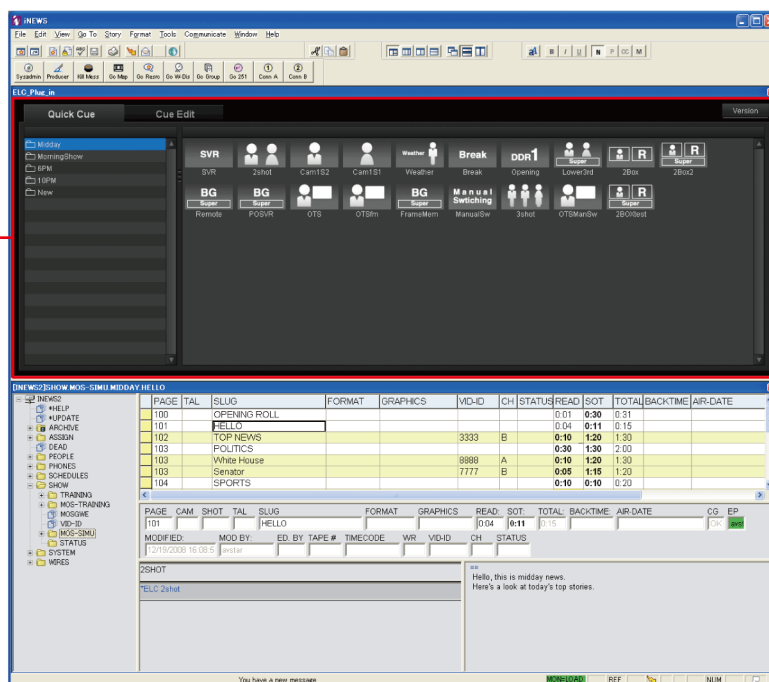 iNEWS
File Edit View Go To Story Format Tools Communicate Window Help
Sysadmin Producer Kill Mess Go Map Go Resrc Go W-Dir Go Group Go 251 Conn A Conn B
ELC_Plug_in
Quick Cue Cue Edit Version
Midday
MorningShow
6PM
10PM
New
SVR Weather Break DDR1 Super R R Super
SVR 2shot Cam1S2 Cam1S1 Weather Break Opening Lower3rd 2Box 2Box2
BG Super BG Super BG Super Manual Swtiching R Super
Remote POSVR OTS OTSfm FrameMem ManualSw 3shot OTSManSw 2BOXtest
[INEWS2]SHOW.MOS-SIMU.MIDDAY.HELLO
INEWS2
*HELP
*UPDATE
ARCHIVE
ASSIGN
DEAD
PEOPLE
PHONES
SCHEDULES
SHOW
TRAINING
MOS-TRAINING
MOSGWE
VID-ID
MOS-SIMU
STATUS
SYSTEM
WIRES
PAGE TAL SLUG FORMAT GRAPHICS VID-ID CH STATUS READ SOT TOTAL BACKTIME AIR-DATE
100 OPENING ROLL 0:01 0:30 0:31
101 HELLO 0:04 0:11 0:15
102 TOP NEWS 3333 B 0:10 1:20 1:30
103 POLITICS 0:30 1:30 2:00
103 White House 8888 A 0:10 1:20 1:30
103 Senator 7777 B 0:05 1:15 1:20
104 SPORTS 0:10 0:10 0:20
PAGE CAM SHOT TAL SLUG FORMAT GRAPHICS READ: SOT: TOTAL: BACKTIME: AIR-DATE CG EP
101 HELLO 0:04 0:11 0:15 OK avst
MODIFIED: MOD BY: ED. BY TAPE # TIMECODE WR VID-ID CH STATUS
12/19/2008 16:08:5 avstar
2SHOT
*ELC 2shot
Hello, this is midday news.
Here's a look at today's top stories.
You have a new message MON=LOAD REF NUM